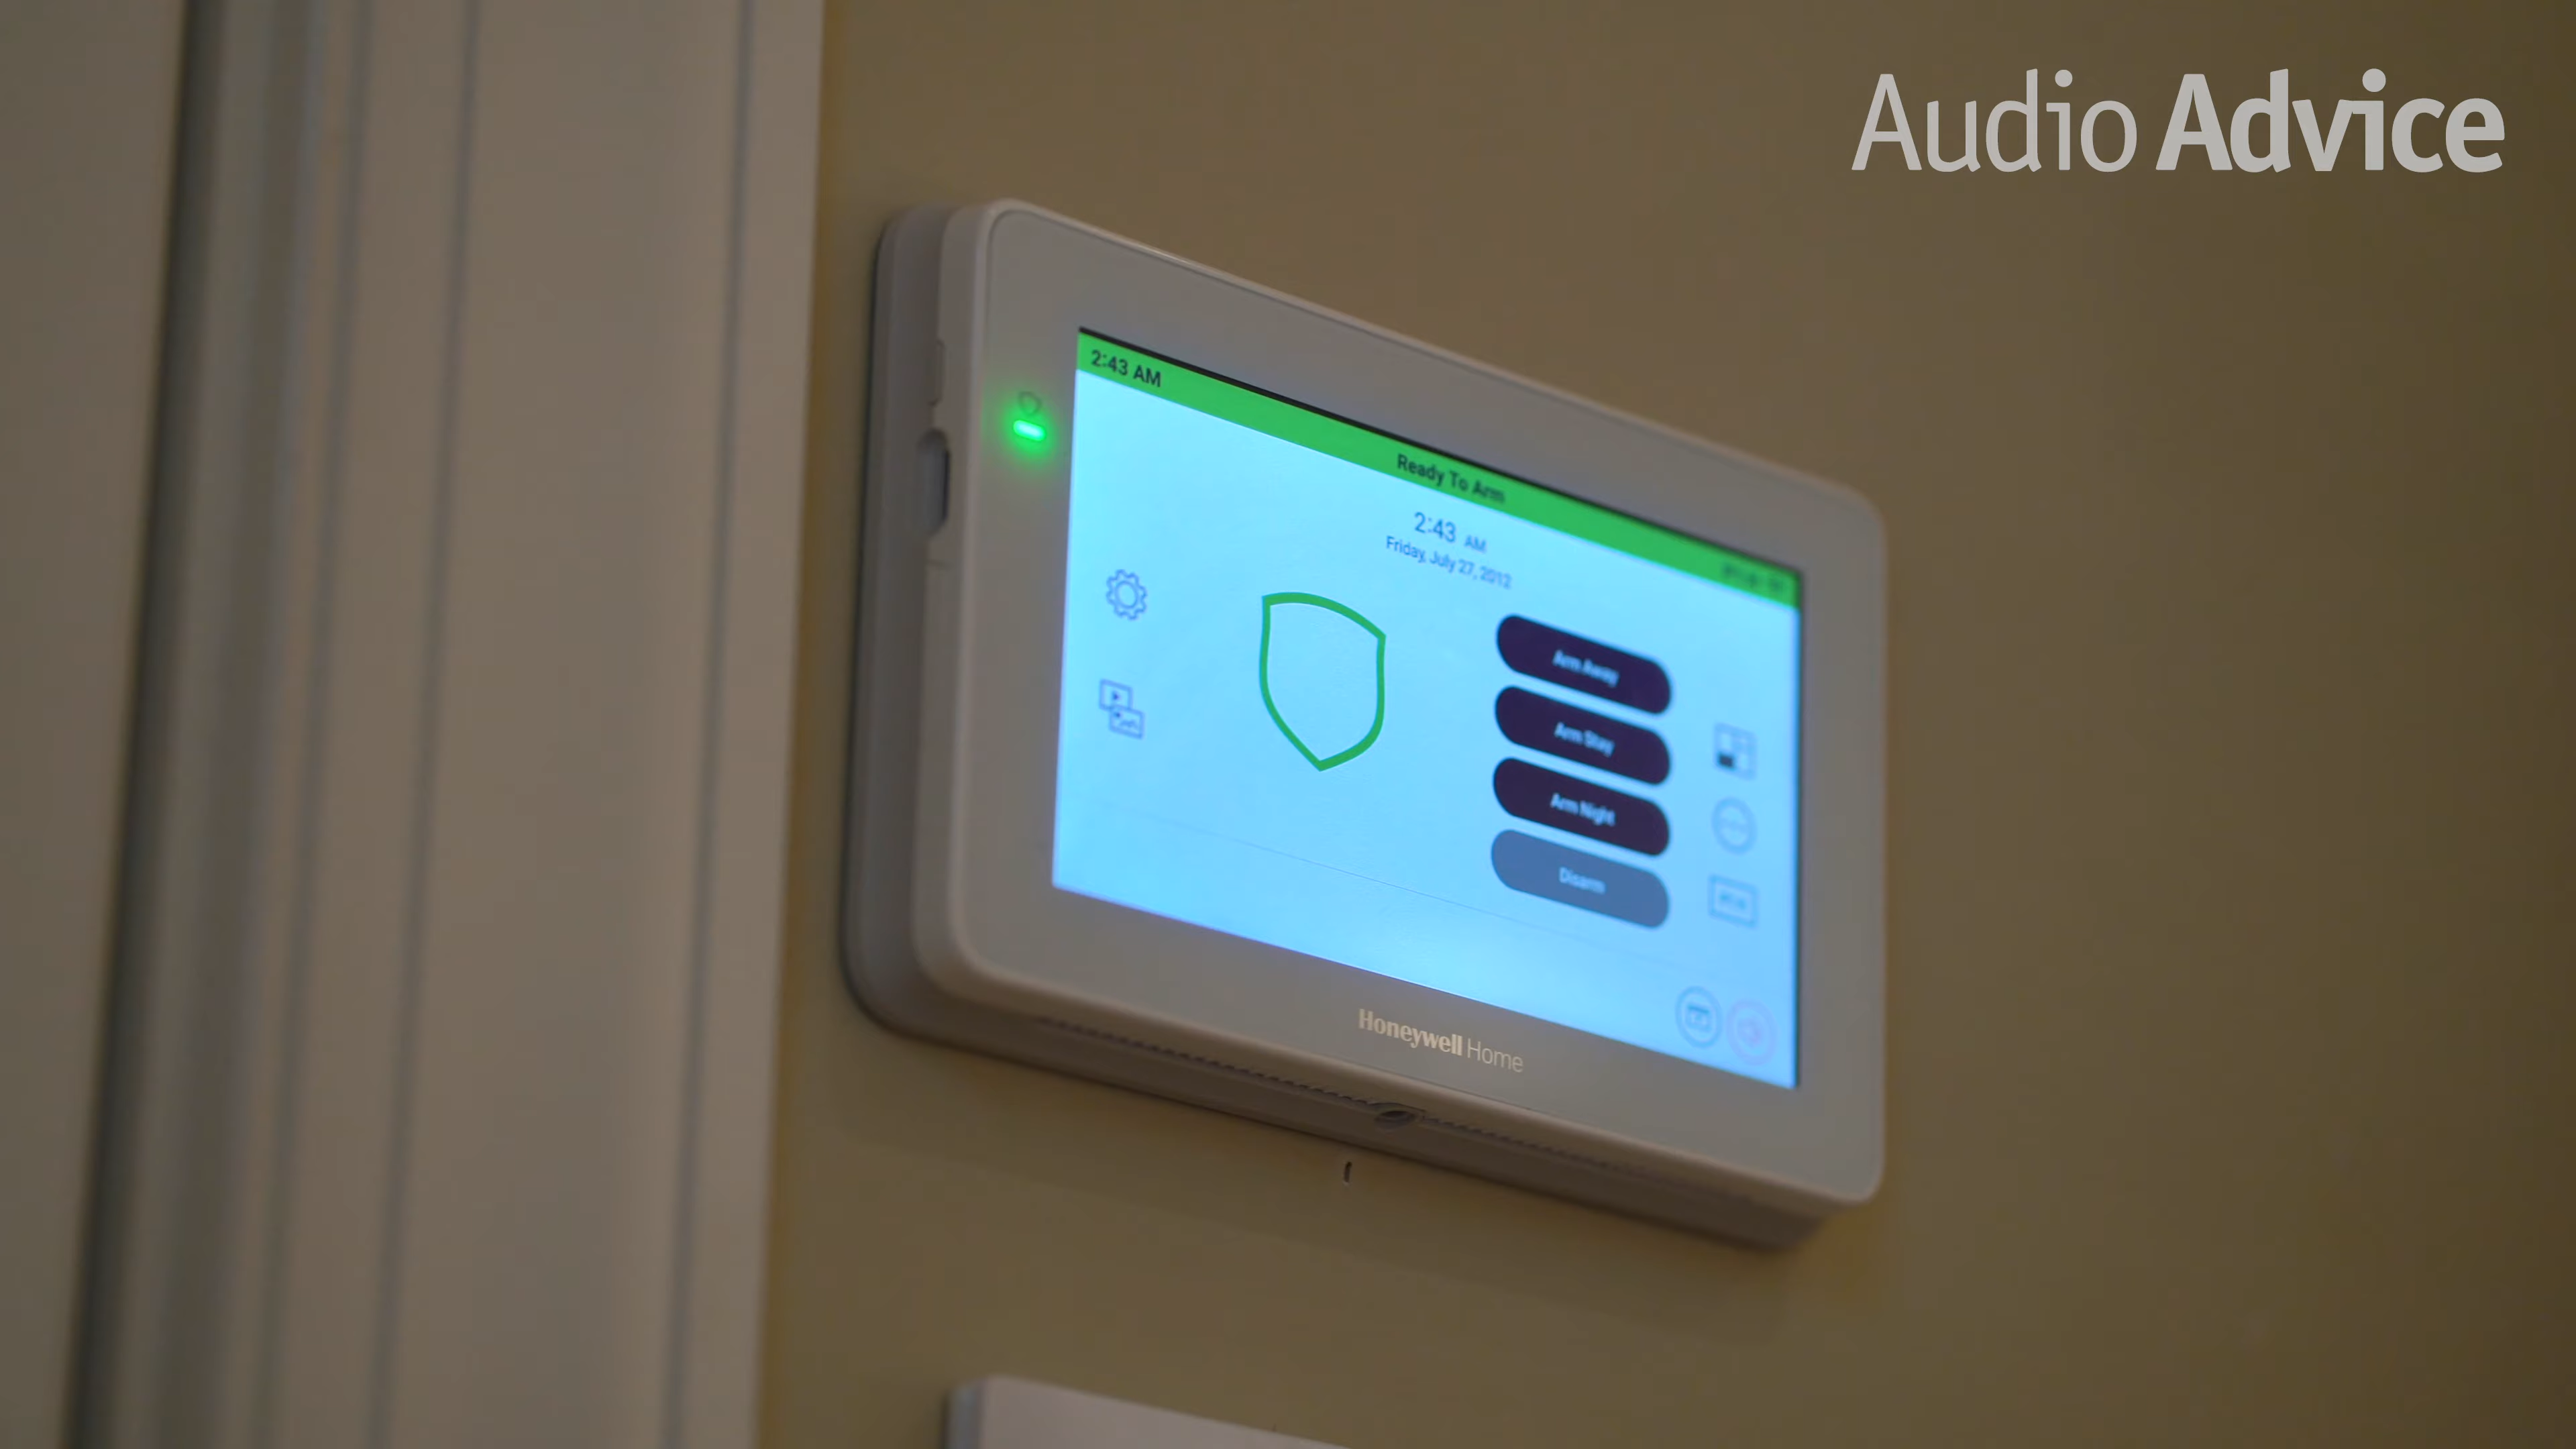 Audio Advice
2:43 AM
Ready To Arm
2:43 AM
Friday, July 27, 2012
Arm Away
Arm Stay
Arm Night
Disarm
Honeywell Home